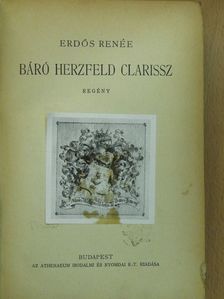 ERDŐS RENÉE
BÁRÓ HERZFELD CLARISSZ
REGÉNY
BUDAPEST
AZ ATHENAEUM IRODALMI ÉS NYOMDAI R.-T. KIADÁSA